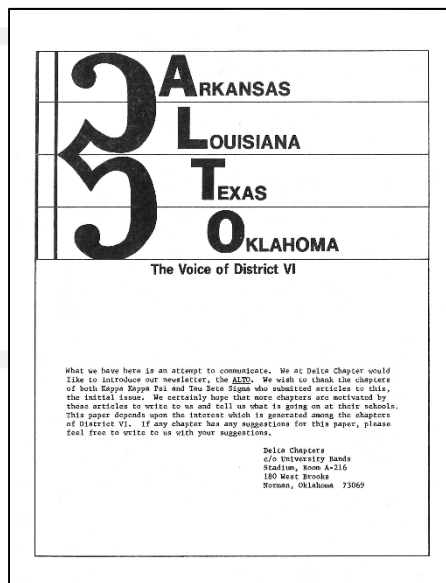 ARKANSAS
LOUISIANA
TEXAS
OKLAHOMA
The Voice of District VI
What we have here is an attempt to communicate. We at Delta Chapter would
like to introduce our newsletter, the ALTO. We wish to thank the chapters
of both Kappa Kappa Psi and Tau Beta Sigma who submitted articles to this,
the initial issue. We certainly hope that more chapters are motivated by
these articles to write to us and tell us what is going on at their schools.
This paper depends upon the interest which is generated among the chapters
of District VI. If any chapter has any suggestions for this paper, please
feel free to write to us with your suggestions.
Delta Chapters
c/o University Bands
Stadium, Room A-216
180 West Brooks
Norman, Oklahoma 73069